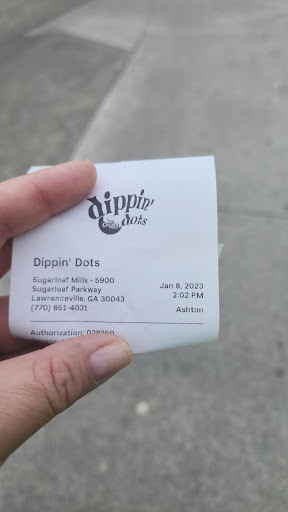 dippin'
dots
Dippin' Dots
Sugarloaf Mills - 5900
Sugarloaf Parkway
Lawrenceville, GA 30043
(770) 851-4031
Jan 8, 2023
2:02 PM
Ashton
Authorization: